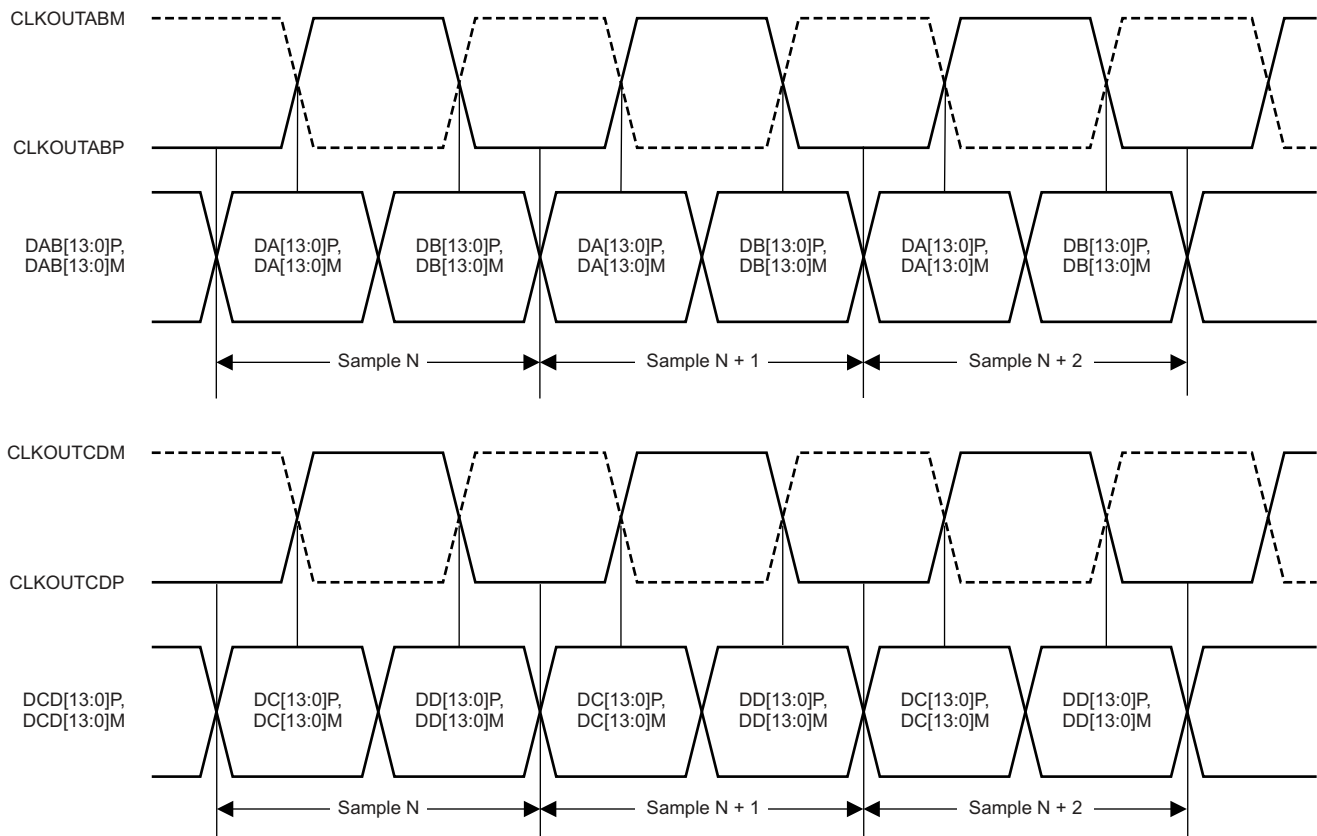 CLKOUTABM
CLKOUTABP
DAB[13:0]P,
DAB[13:0]M
DA[13:0]P,
DA[13:0]M
DB[13:0]P,
DB[13:0]M
DA[13:0]P,
DA[13:0]M
DB[13:0]P,
DB[13:0]M
DA[13:0]P,
DA[13:0]M
DB[13:0]P,
DB[13:0]M
Sample N
Sample N + 1
Sample N + 2
CLKOUTCDM
CLKOUTCDP
DCD[13:0]P,
DCD[13:0]M
DC[13:0]P,
DC[13:0]M
DD[13:0]P,
DD[13:0]M
DC[13:0]P,
DC[13:0]M
DD[13:0]P,
DD[13:0]M
DC[13:0]P,
DC[13:0]M
DD[13:0]P,
DD[13:0]M
Sample N
Sample N + 1
Sample N + 2